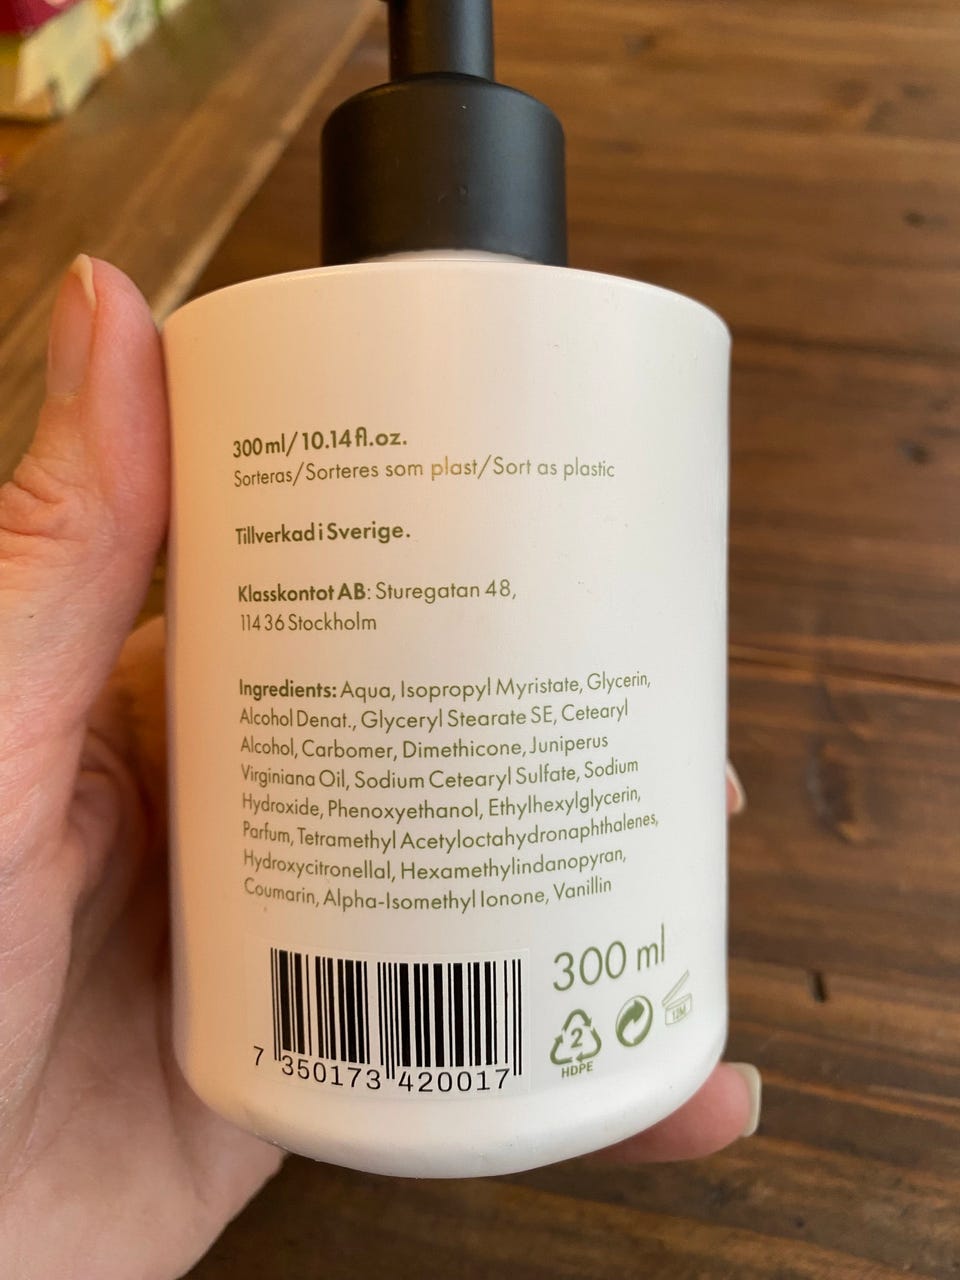 300 ml/10.14 fl.oz.
Sorteras/Sorteres som plast/Sort as plastic
Tillverkad i Sverige.
Klasskontot AB: Sturegatan 48,
114 36 Stockholm
Ingredients: Aqua, Isopropyl Myristate, Glycerin,
Alcohol Denat., Glyceryl Stearate SE, Cetearyl
Alcohol, Carbomer, Dimethicone, Juniperus
Virginiana Oil, Sodium Cetearyl Sulfate, Sodium
Hydroxide, Phenoxyethanol, Ethylhexylglycerin,
Parfum, Tetramethyl Acetyloctahydronaphthalenes,
Hydroxycitronellal, Hexamethylindanopyran,
Coumarin, Alpha-Isomethyl Ionone, Vanillin
300 ml
12M
2
HDPE
7 350173 420017